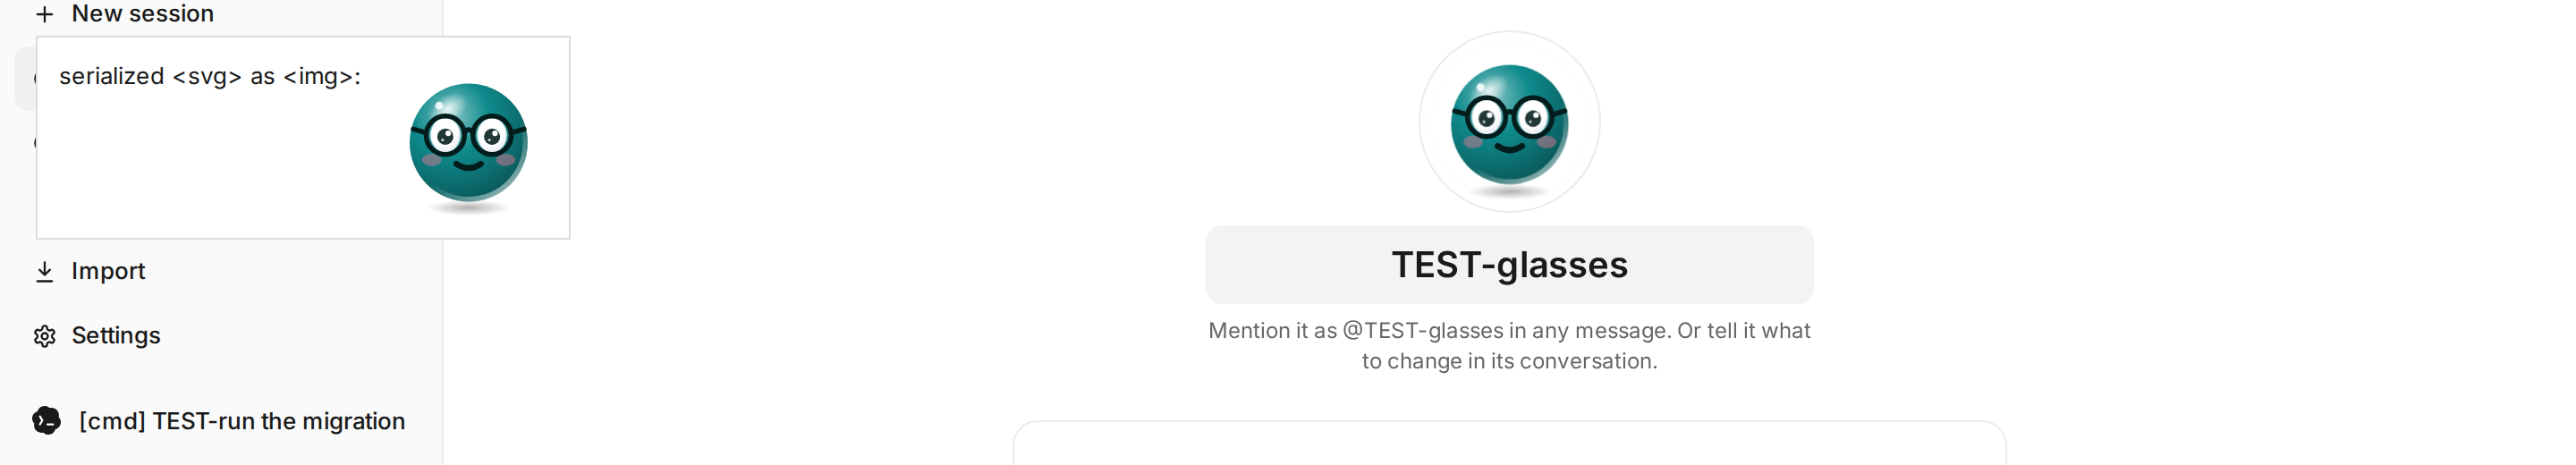 New session
serialized <svg> as <img>:
Import
Settings
[cmd] TEST-run the migration
TEST-glasses
Mention it as @TEST-glasses in any message. Or tell it what
to change in its conversation.